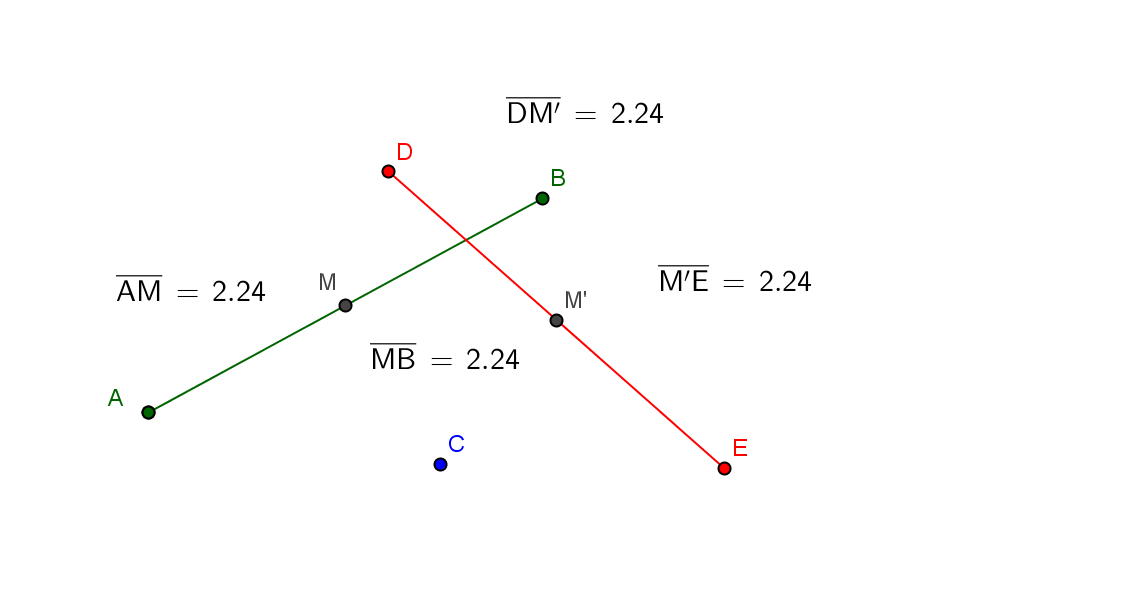 DM′ = 2.24
D
B
M′E = 2.24
AM = 2.24
M
M'
MB = 2.24
A
C
E